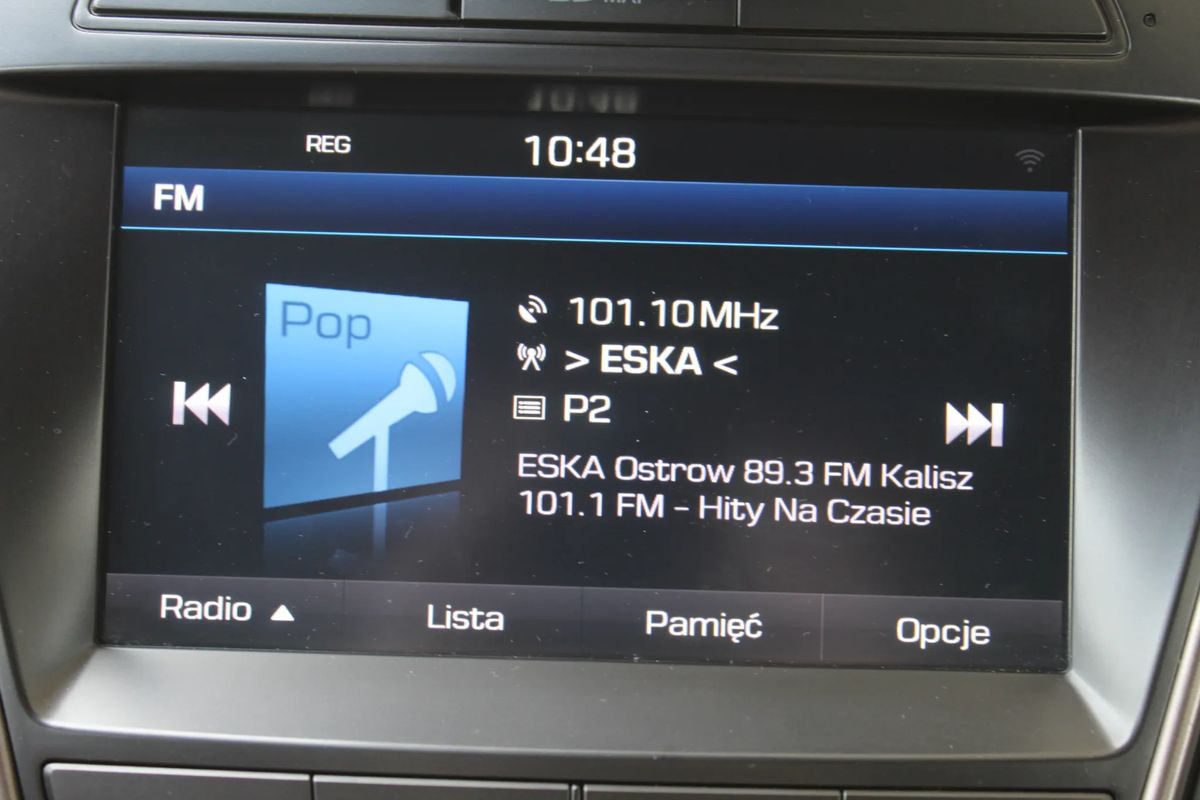 REG
10:48
FM
Pop
101.10MHz
> ESKA <
P2
ESKA Ostrow 89.3 FM Kalisz
101.1 FM - Hity Na Czasie
Radio ▲
Lista
Pamięć
Opcje